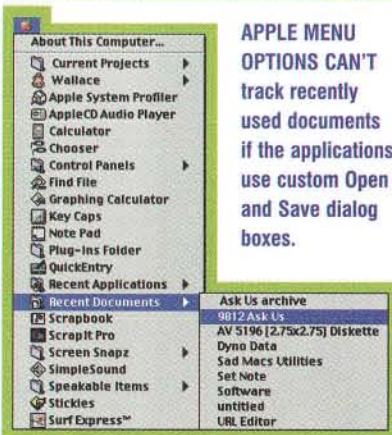 About This Computer...
Current Projects
Wallace
Apple System Profiler
AppleCD Audio Player
Calculator
Chooser
Control Panels
Find File
Graphing Calculator
Key Caps
Note Pad
Plug-Ins Folder
QuickEntry
Recent Applications
Recent Documents
Scrapbook
ScrapIt Pro
Screen Snapz
SimpleSound
Speakable Items
Stickies
Surf Express™
Ask Us archive
9812 Ask Us
AV 5196 [2.75x2.75] Diskette
Dyno Data
Sad Macs Utilities
Set Note
Software
untitled
URL Editor
APPLE MENU
OPTIONS CAN'T
track recently
used documents
if the applications
use custom Open
and Save dialog
boxes.